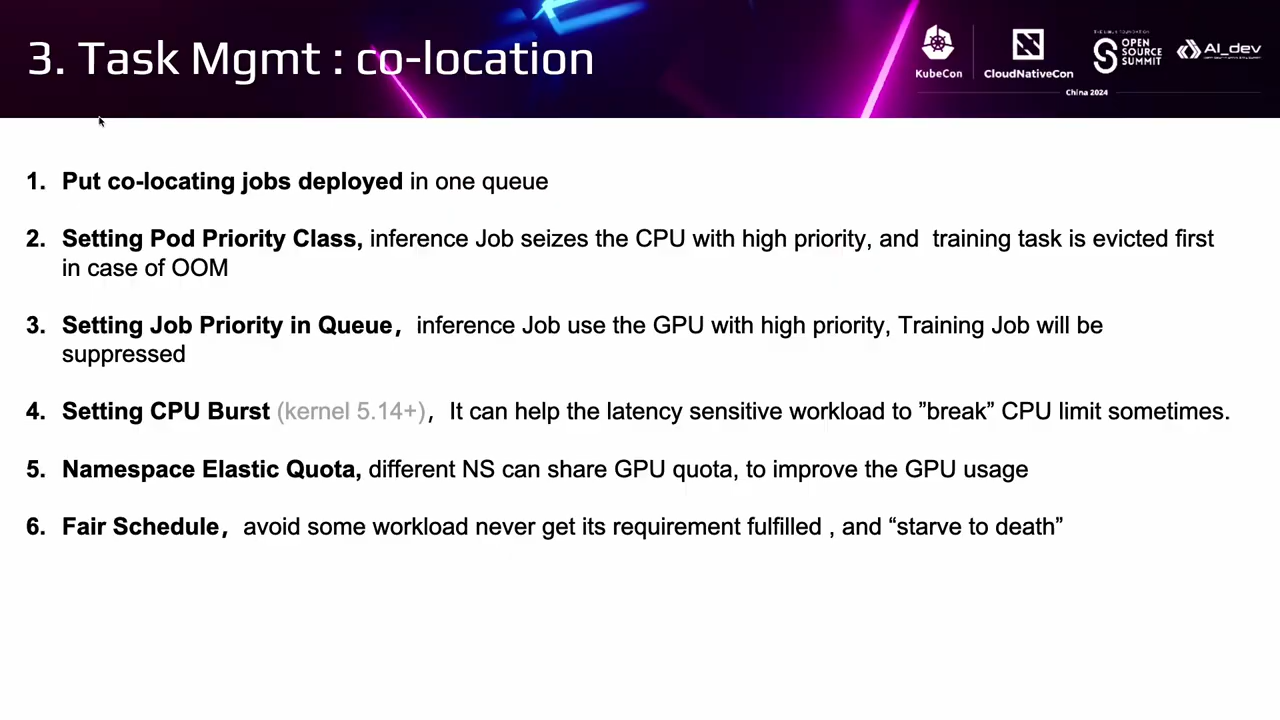 3. Task Mgmt : co-location
KubeCon
CloudNativeCon
OPEN
SOURCE
SUMMIT
AI_dev
China 2024
1. Put co-locating jobs deployed in one queue
2. Setting Pod Priority Class, inference Job seizes the CPU with high priority, and  training task is evicted first
in case of OOM
3. Setting Job Priority in Queue，inference Job use the GPU with high priority, Training Job will be
suppressed
4. Setting CPU Burst (kernel 5.14+)，It can help the latency sensitive workload to ”break” CPU limit sometimes.
5. Namespace Elastic Quota, different NS can share GPU quota, to improve the GPU usage
6. Fair Schedule，avoid some workload never get its requirement fulfilled , and “starve to death”